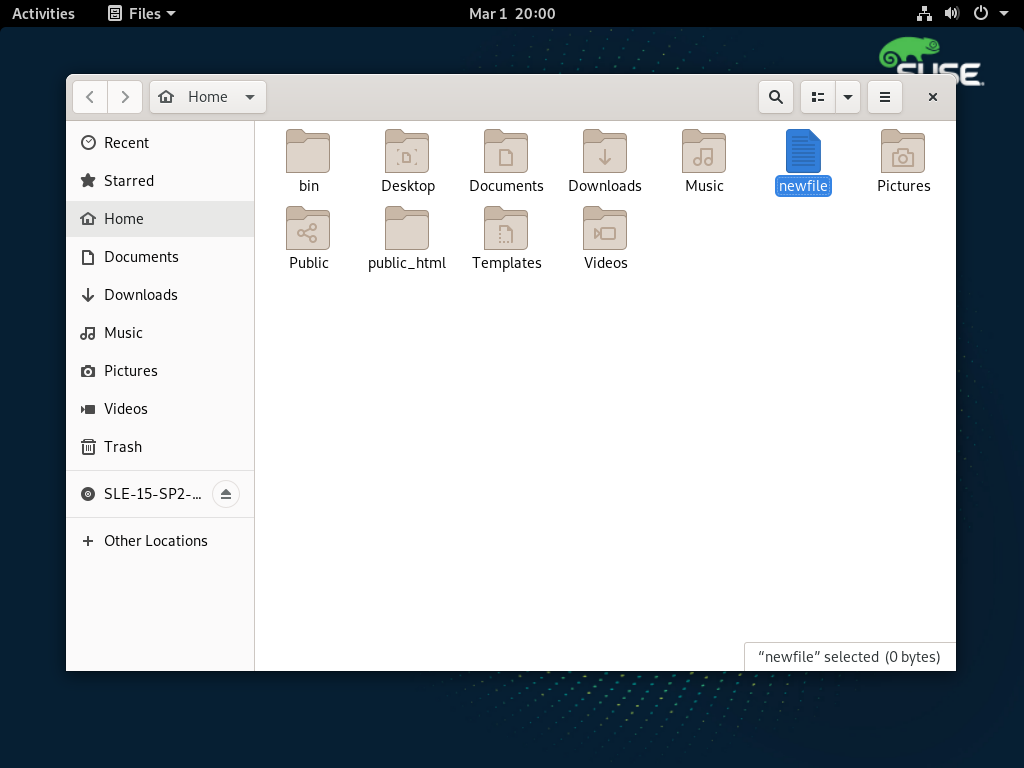 Activities Files Mar 1 20:00
SUSE
Home
Recent
Starred
Home
Documents
Downloads
Music
Pictures
Videos
Trash
SLE-15-SP2-...
Other Locations
bin Desktop Documents Downloads Music newfile Pictures
Public public_html Templates Videos
“newfile” selected (0 bytes)